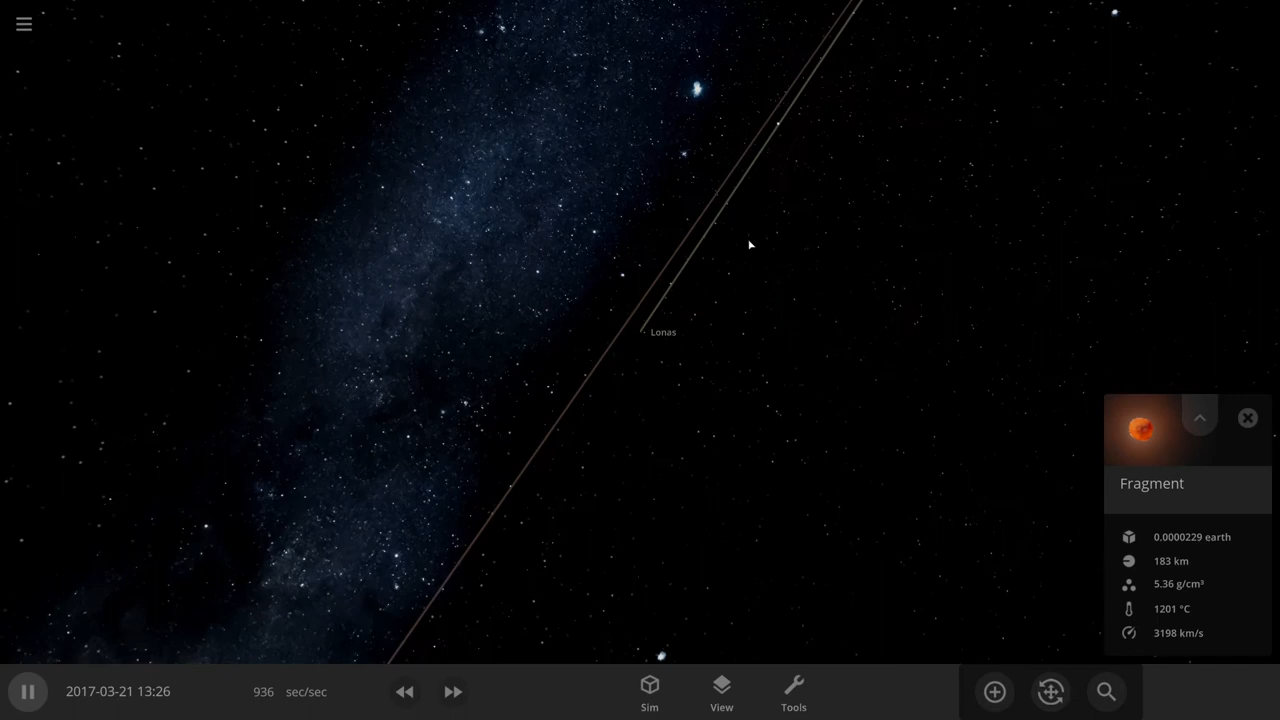 Lonas
Fragment
0.0000229 earth
183 km
5.36 g/cm³
1201 °C
3198 km/s
2017-03-21 13:26
936 sec/sec
Sim
View
Tools